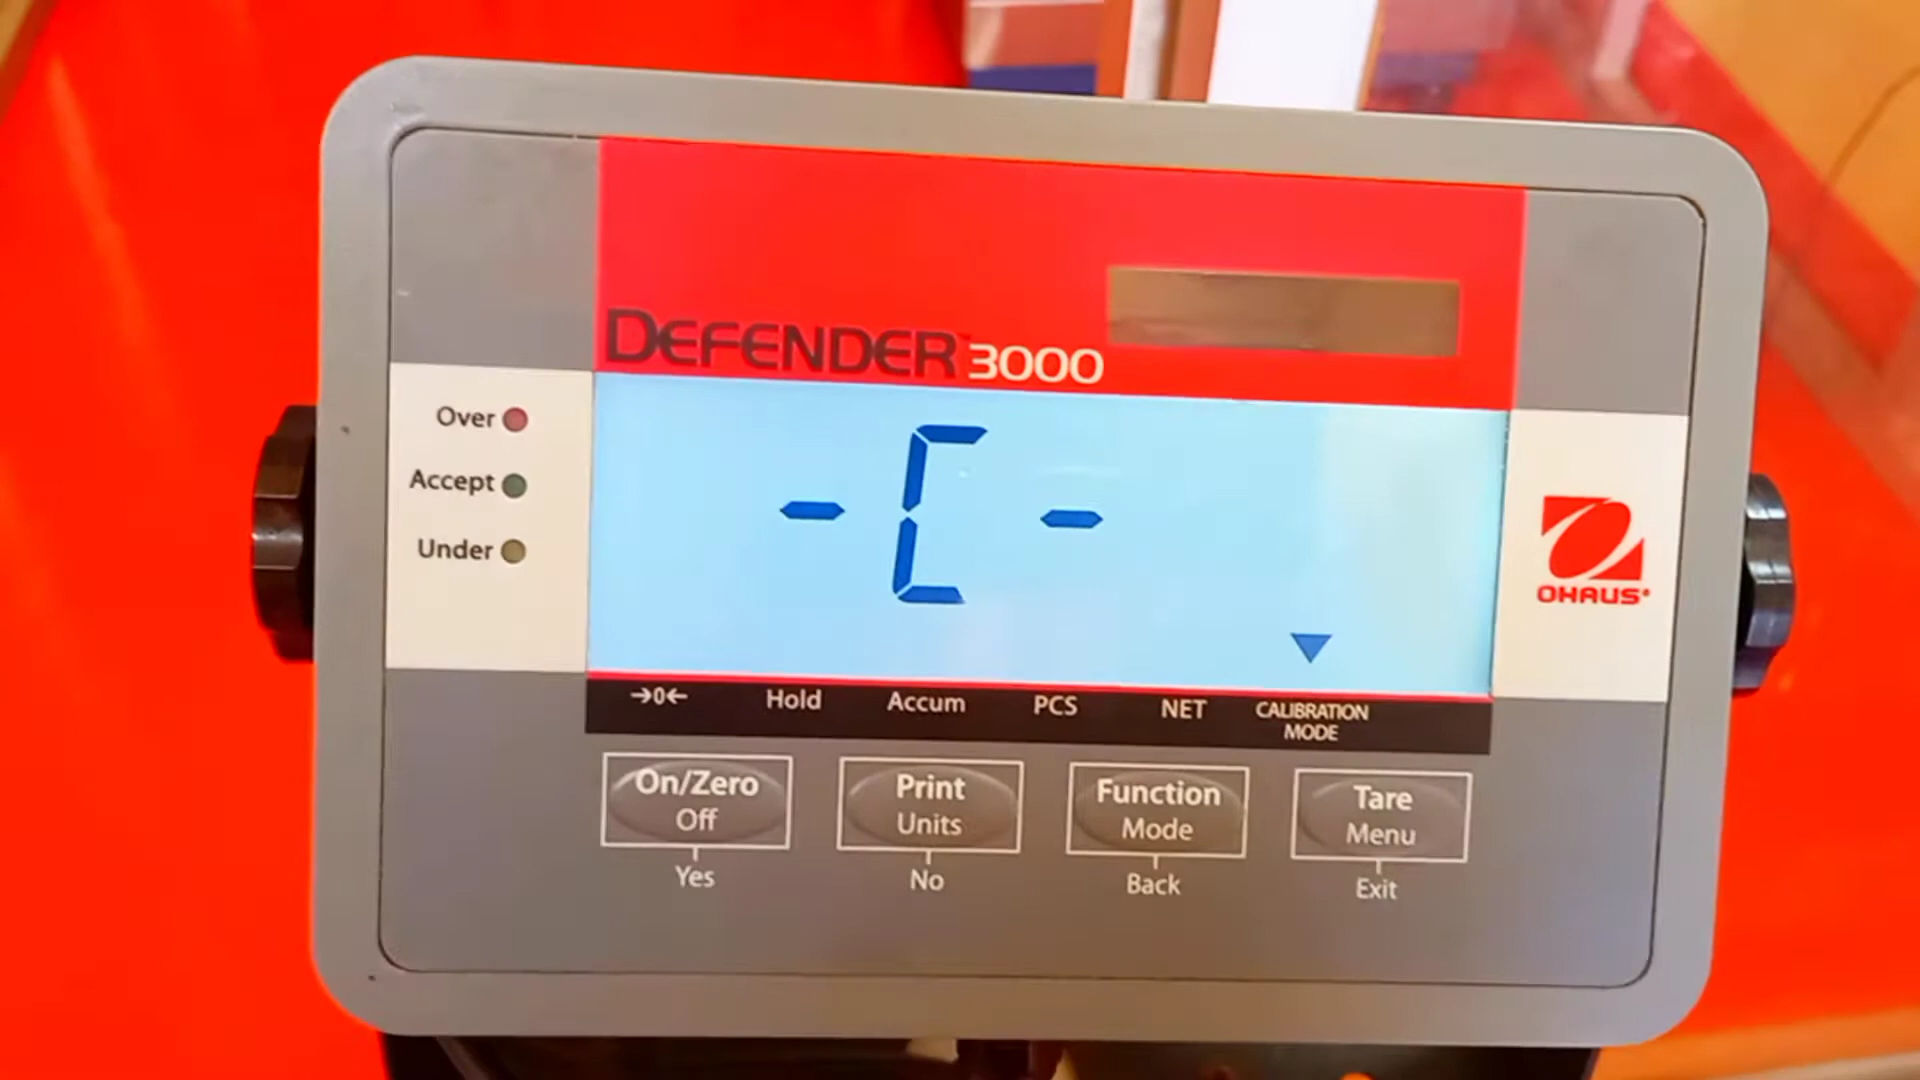 DEFENDER™ 3000
Over
Accept
Under
- C -
OHAUS®
→0← Hold Accum PCS NET CALIBRATION MODE
On/Zero Print Function Tare
Off Units Mode Menu
Yes No Back Exit